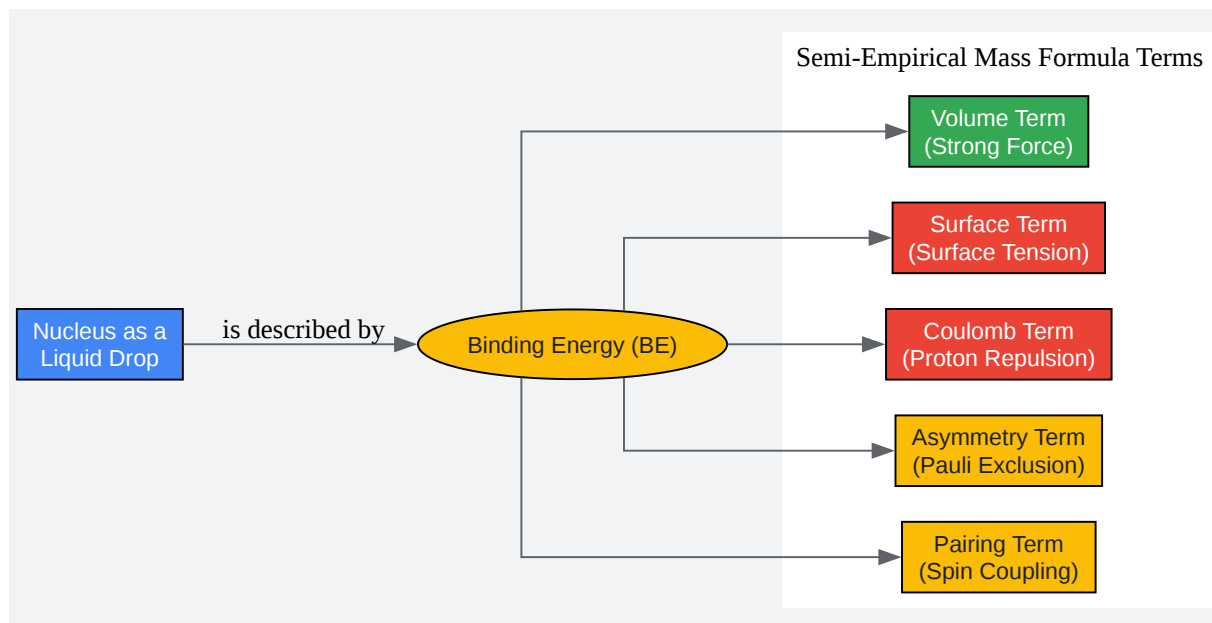 Semi-Empirical Mass Formula Terms
Volume Term
(Strong Force)
Surface Term
(Surface Tension)
Nucleus as a
Liquid Drop
is described by
Binding Energy (BE)
Coulomb Term
(Proton Repulsion)
Asymmetry Term
(Pauli Exclusion)
Pairing Term
(Spin Coupling)